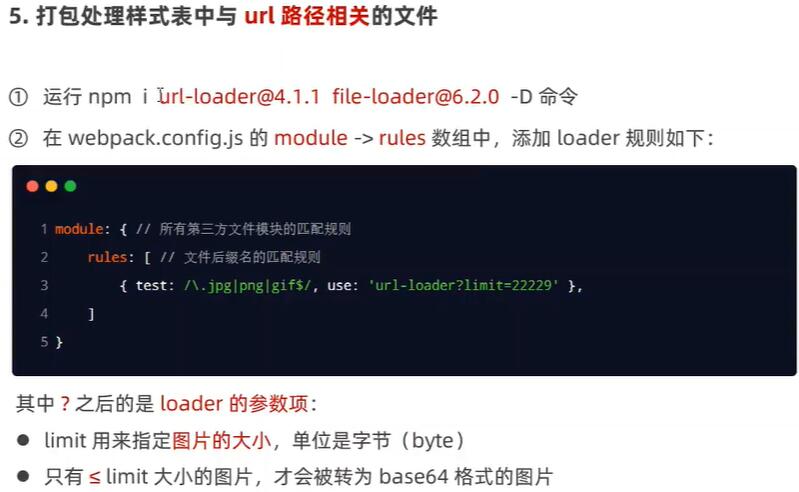 5. 打包处理样式表中与 url 路径相关的文件
① 运行 npm i url-loader@4.1.1 file-loader@6.2.0 -D 命令
② 在 webpack.config.js 的 module -> rules 数组中，添加 loader 规则如下：
1 module: { // 所有第三方文件模块的匹配规则
2 rules: [ // 文件后缀名的匹配规则
3 { test: /\.jpg|png|gif$/, use: 'url-loader?limit=22229' },
4 ]
5 }
其中 ? 之后的是 loader 的参数项：
● limit 用来指定图片的大小，单位是字节（byte）
● 只有 ≤ limit 大小的图片，才会被转为 base64 格式的图片